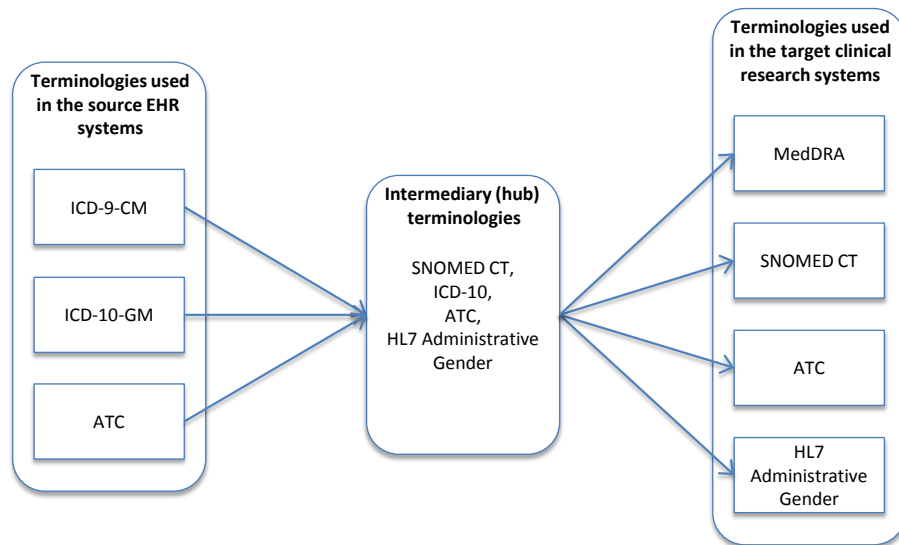 Terminologies used
in the source EHR
systems
ICD-9-CM
ICD-10-GM
ATC
Intermediary (hub)
terminologies
SNOMED CT,
ICD-10,
ATC,
HL7 Administrative
Gender
Terminologies used
in the target clinical
research systems
MedDRA
SNOMED CT
ATC
HL7
Administrative
Gender